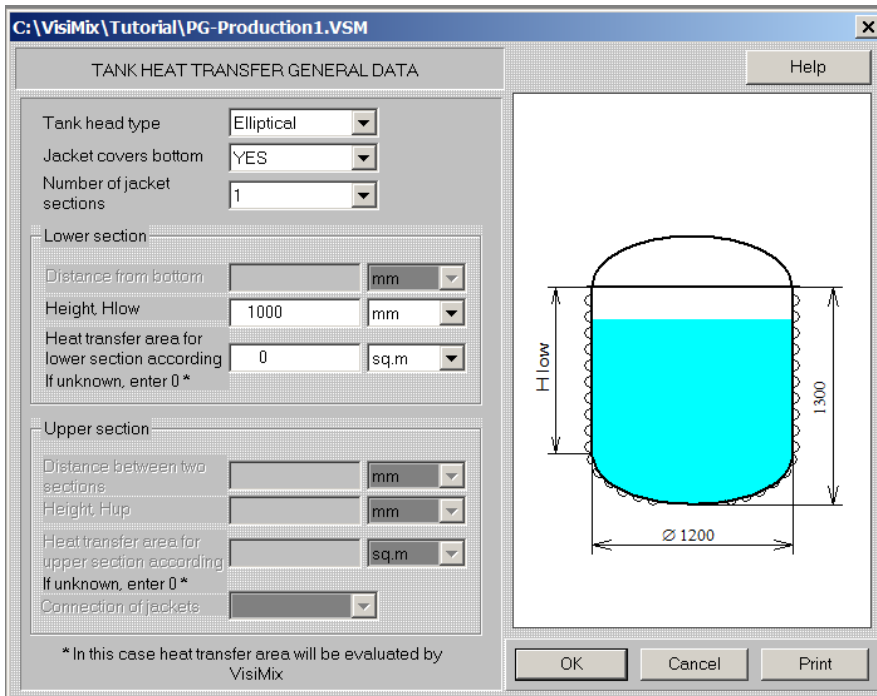 C:\VisiMix\Tutorial\PG-Production1.VSM
TANK HEAT TRANSFER GENERAL DATA
Help
Tank head type
Elliptical
Jacket covers bottom
YES
Number of jacket
sections
1
Lower section
Distance from bottom
mm
Height, Hlow
1000
mm
Heat transfer area for
lower section according
If unknown, enter 0 *
0
sq.m
Upper section
Distance between two
sections
mm
Height, Hup
mm
Heat transfer area for
upper section according
sq.m
If unknown, enter 0 *
Connection of jackets
* In this case heat transfer area will be evaluated by
VisiMix
Hlow
1300
Ø 1200
OK
Cancel
Print